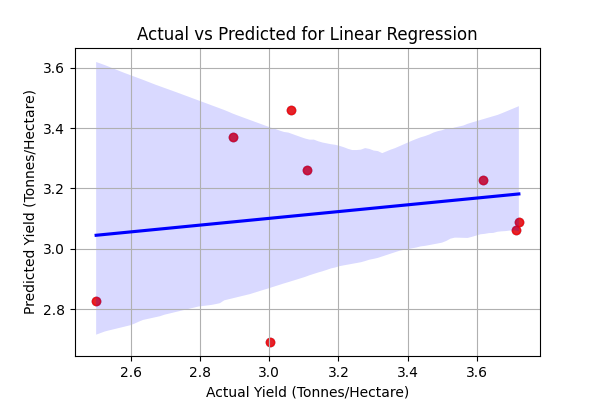 Actual vs Predicted for Linear Regression
3.6
3.4
3.2
3.0
2.8
Predicted Yield (Tonnes/Hectare)
2.6 2.8 3.0 3.2 3.4 3.6
Actual Yield (Tonnes/Hectare)